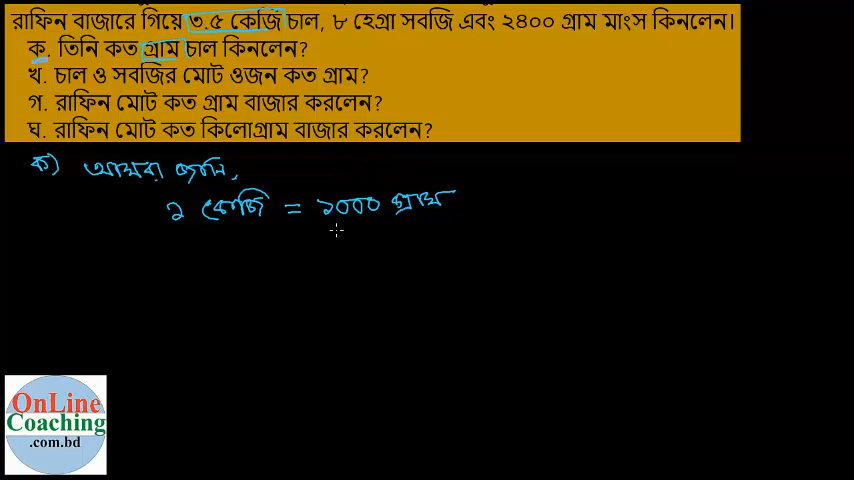 রাফিন বাজারে গিয়ে ৩.৫ কেজি চাল, ৮ হেগ্রা সবজি এবং ২৪০০ গ্রাম মাংস কিনলেন।
ক. তিনি কত গ্রাম চাল কিনলেন?
খ. চাল ও সবজির মোট ওজন কত গ্রাম?
গ. রাফিন মোট কত গ্রাম বাজার করলেন?
ঘ. রাফিন মোট কত কিলোগ্রাম বাজার করলেন?
ক) আমরা জানি,
১ কেজি = ১০০০ গ্রাম
OnLine
Coaching
.com.bd